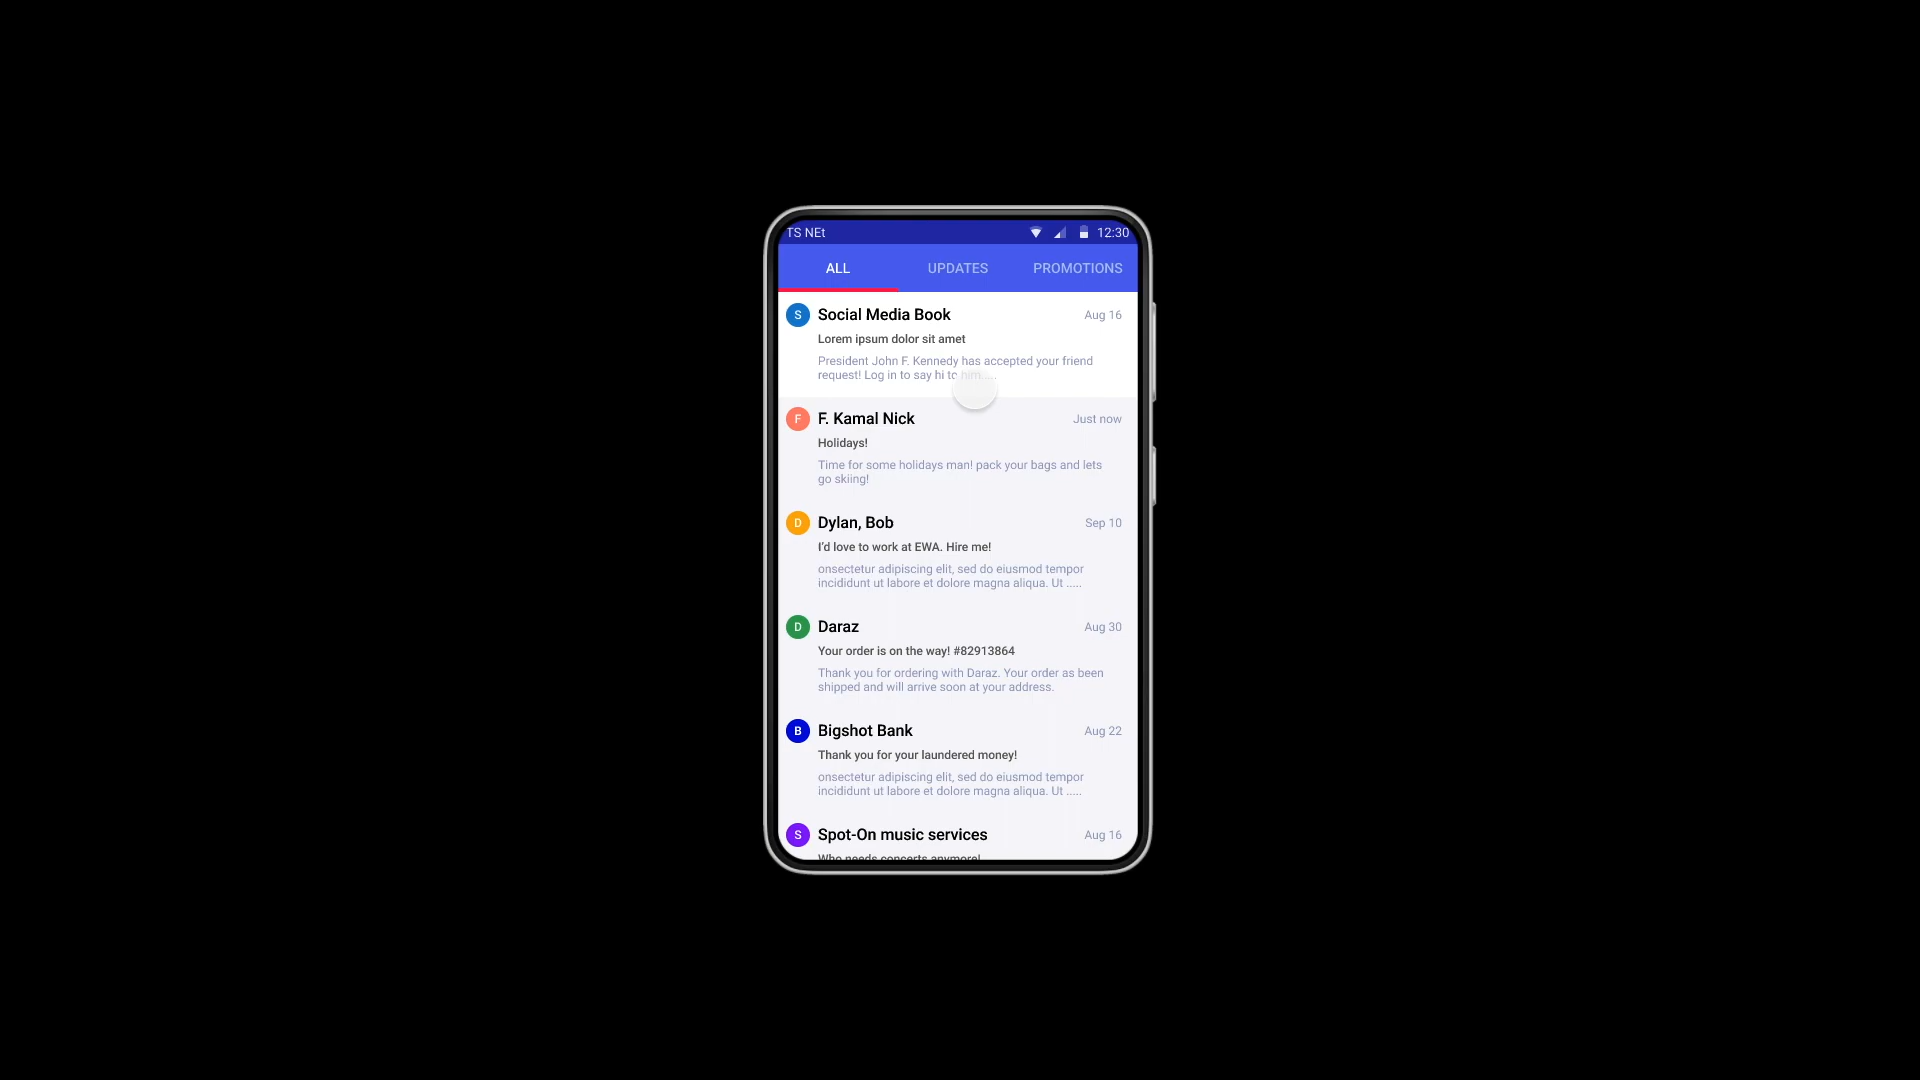 TS NEt 12:30
ALL UPDATES PROMOTIONS
S Social Media Book Aug 16
Lorem ipsum dolor sit amet
President John F. Kennedy has accepted your friend
request! Log in to say hi to him.....
F F. Kamal Nick Just now
Holidays!
Time for some holidays man! pack your bags and lets
go skiing!
D Dylan, Bob Sep 10
I'd love to work at EWA. Hire me!
onsectetur adipiscing elit, sed do eiusmod tempor
incididunt ut labore et dolore magna aliqua. Ut .....
D Daraz Aug 30
Your order is on the way! #82913864
Thank you for ordering with Daraz. Your order as been
shipped and will arrive soon at your address.
B Bigshot Bank Aug 22
Thank you for your laundered money!
onsectetur adipiscing elit, sed do eiusmod tempor
incididunt ut labore et dolore magna aliqua. Ut .....
S Spot-On music services Aug 16
Who needs concerts anymore!